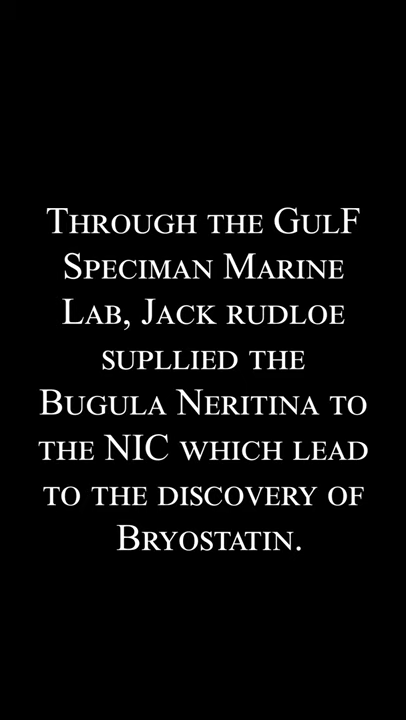 Through the GulF
Speciman Marine
Lab, Jack rudloe
supllied the
Bugula Neritina to
the NIC which lead
to the discovery of
Bryostatin.